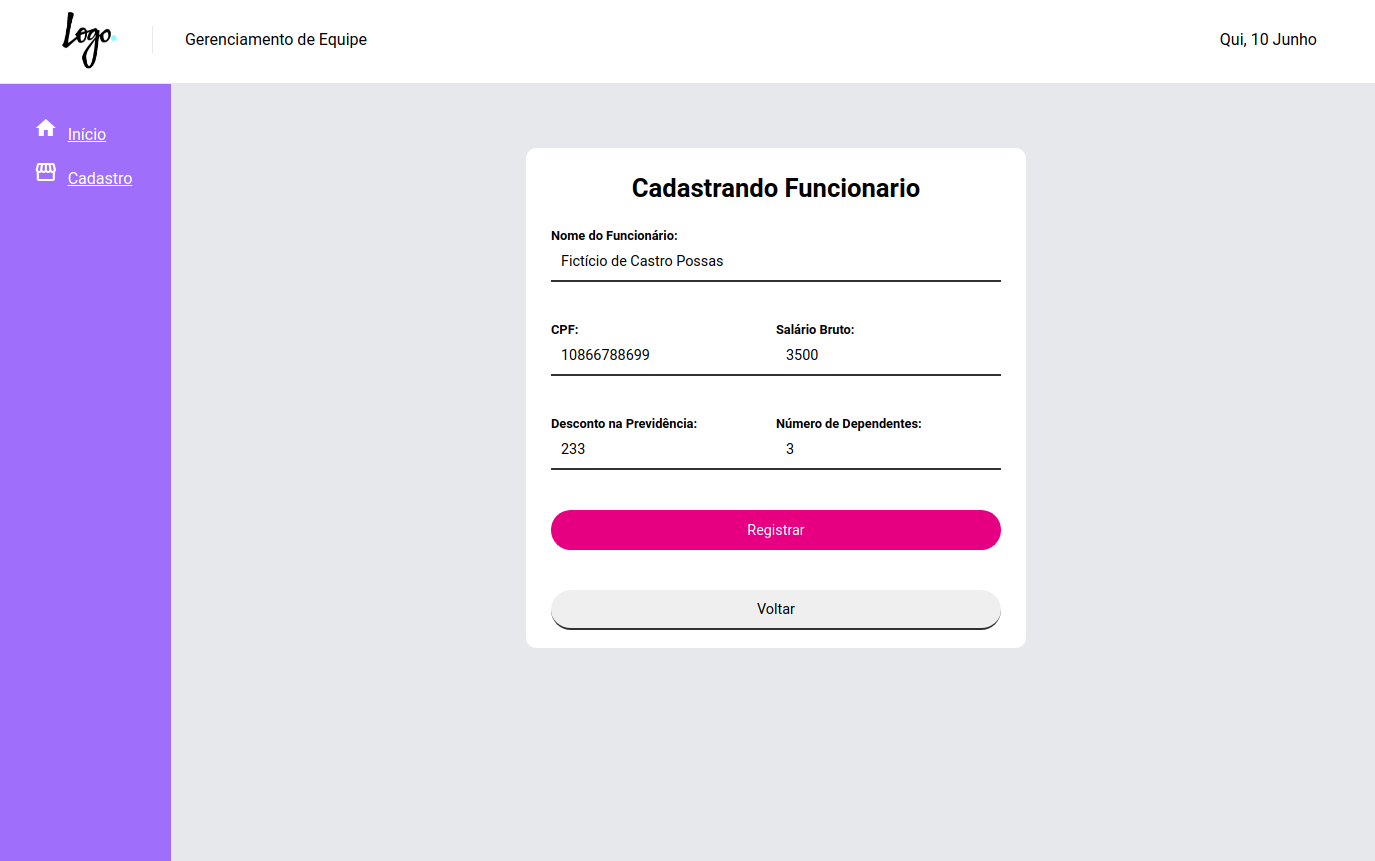 Logo.
Gerenciamento de Equipe
Qui, 10 Junho
Início
Cadastro
Cadastrando Funcionario
Nome do Funcionário:
Fictício de Castro Possas
CPF: Salário Bruto:
10866788699 3500
Desconto na Previdência: Número de Dependentes:
233 3
Registrar
Voltar